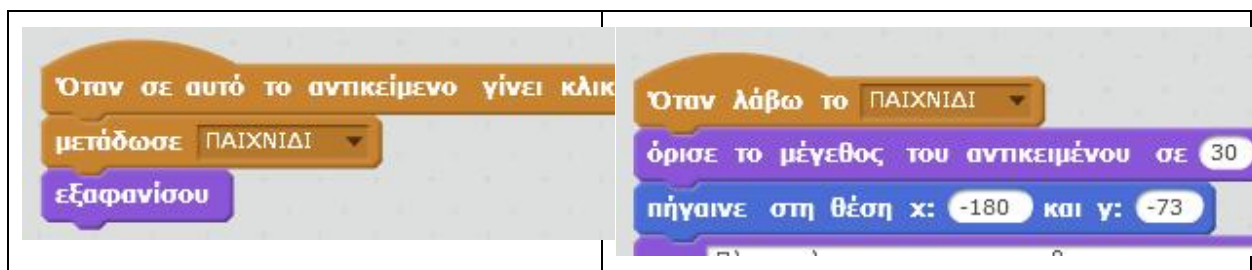 Όταν σε αυτό το αντικείμενο γίνει κλικ
μετάδωσε ΠΑΙΧΝΙΔΙ
εξαφανίσου
Όταν λάβω το ΠΑΙΧΝΙΔΙ
όρισε το μέγεθος του αντικειμένου σε 30
πήγαινε στη θέση x: -180 και y: -73